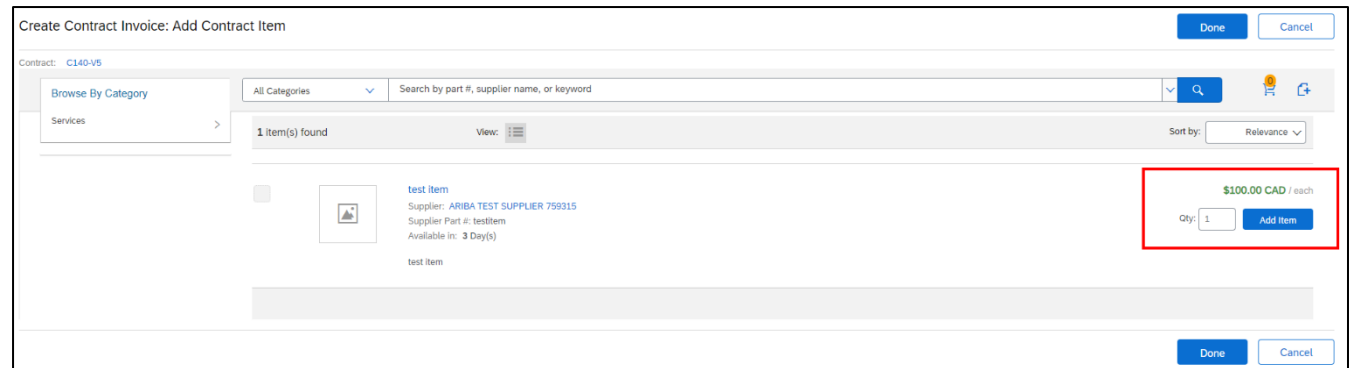 Create Contract Invoice: Add Contract Item
Done
Cancel
Contract: C140-V5
Browse By Category
Services
All Categories
Search by part #, supplier name, or keyword
0
1 item(s) found
View:
Sort by:
Relevance
test item
Supplier: ARIBA TEST SUPPLIER 759315
Supplier Part #: testitem
Available in: 3 Day(s)
test item
$100.00 CAD / each
Qty: 1
Add Item
Done
Cancel